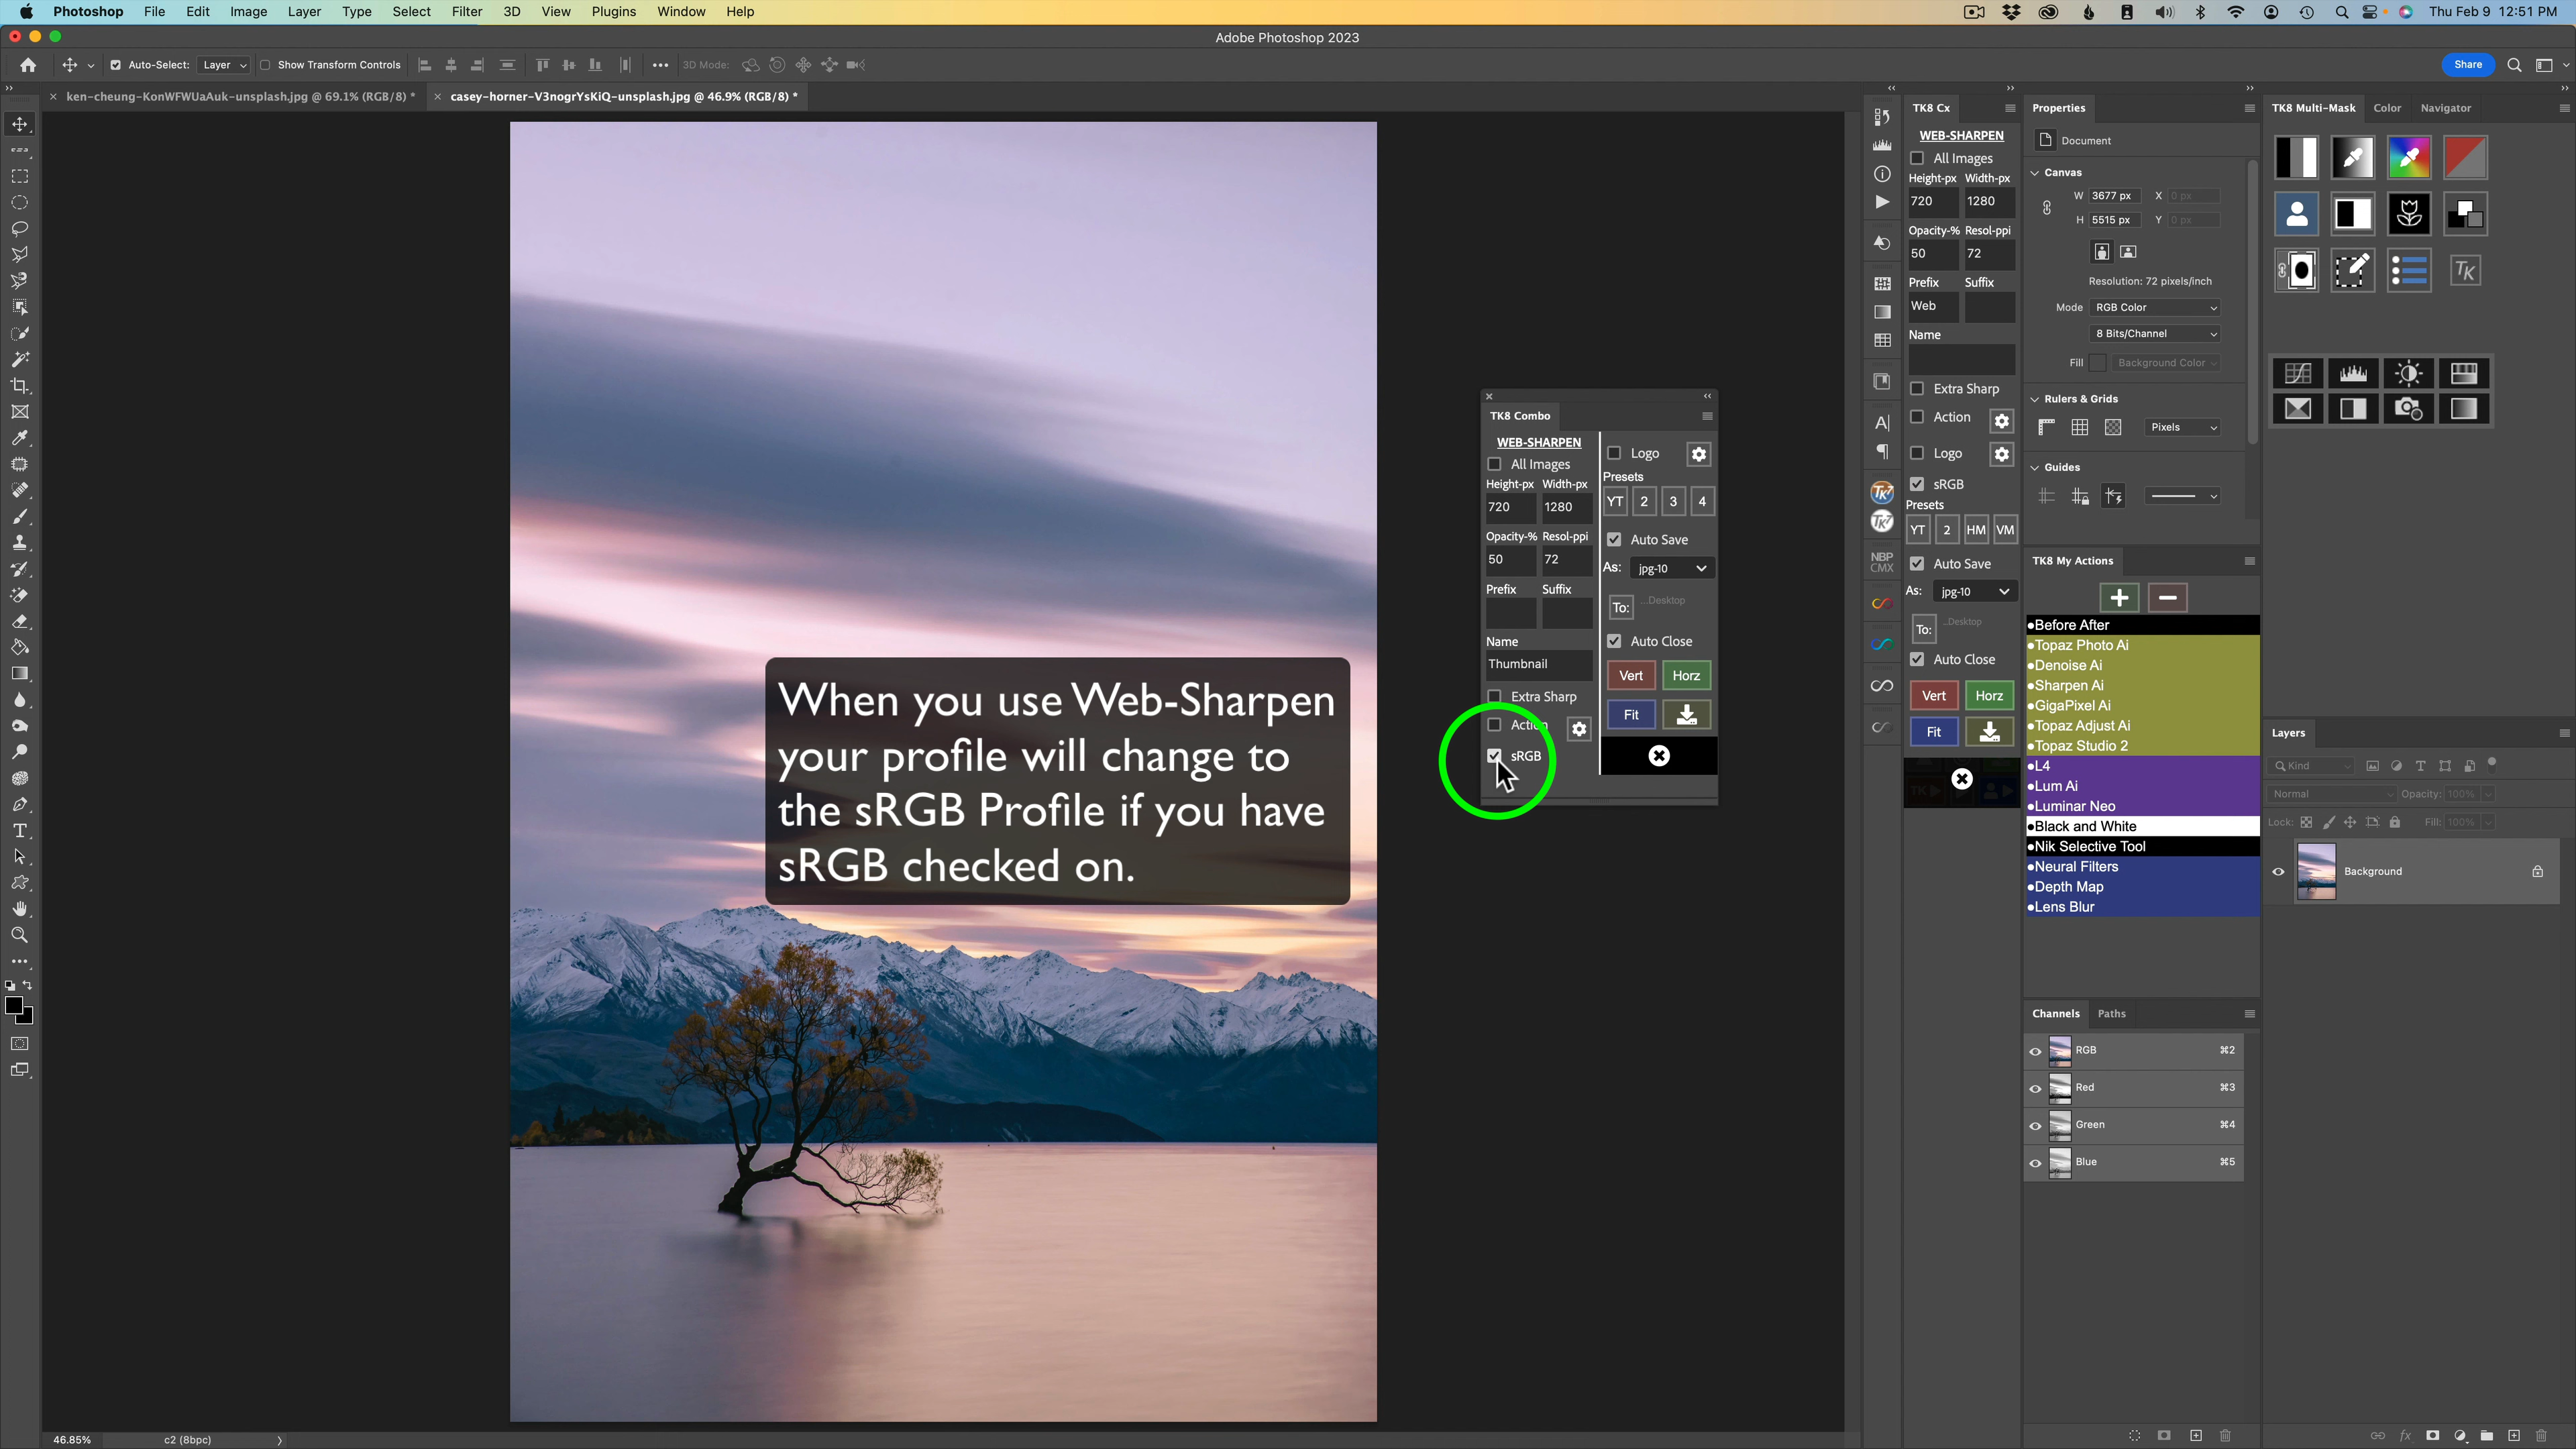 Photoshop File Edit Image Layer Type Select Filter 3D View Plugins Window Help
Thu Feb 9 12:51 PM
Adobe Photoshop 2023
Auto-Select: Layer Show Transform Controls
3D Mode:
Share
ken-cheung-KonWFWUaAuk-unsplash.jpg @ 69.1% (RGB/8) *
casey-horner-V3nogrYsKiQ-unsplash.jpg @ 46.9% (RGB/8) *
When you use Web-Sharpen
your profile will change to
the sRGB Profile if you have
sRGB checked on.
46.85%
c2 (8bpc)
TK8 Combo
WEB-SHARPEN
All Images
Height-px Width-px
720 1280
Opacity-% Resol-ppi
50 72
Prefix Suffix
Name
Thumbnail
Extra Sharp
Action
sRGB
Logo
Presets
YT 2 3 4
Auto Save
As: jpg-10
To: ...Desktop
Auto Close
Vert Horz
Fit
A|
NBP
CMX
TK8 Cx
WEB-SHARPEN
All Images
Height-px Width-px
720 1280
Opacity-% Resol-ppi
50 72
Prefix Suffix
Web
Name
Extra Sharp
Action
Logo
sRGB
Presets
YT 2 HM VM
Auto Save
As: jpg-10
To: ...Desktop
Auto Close
Vert Horz
Fit
Properties
Document
Canvas
W 3677 px X 0 px
H 5515 px Y 0 px
Resolution: 72 pixels/inch
Mode RGB Color
8 Bits/Channel
Fill Background Color
Rulers & Grids
Pixels
Guides
TK8 My Actions
●Before After
●Topaz Photo Ai
●Denoise Ai
●Sharpen Ai
●GigaPixel Ai
●Topaz Adjust Ai
●Topaz Studio 2
●L4
●Lum Ai
●Luminar Neo
●Black and White
●Nik Selective Tool
●Neural Filters
●Depth Map
●Lens Blur
Channels Paths
RGB ⌘2
Red ⌘3
Green ⌘4
Blue ⌘5
TK8 Multi-Mask Color Navigator
TK
Layers
Kind
Normal Opacity: 100%
Lock: Fill: 100%
Background
fx